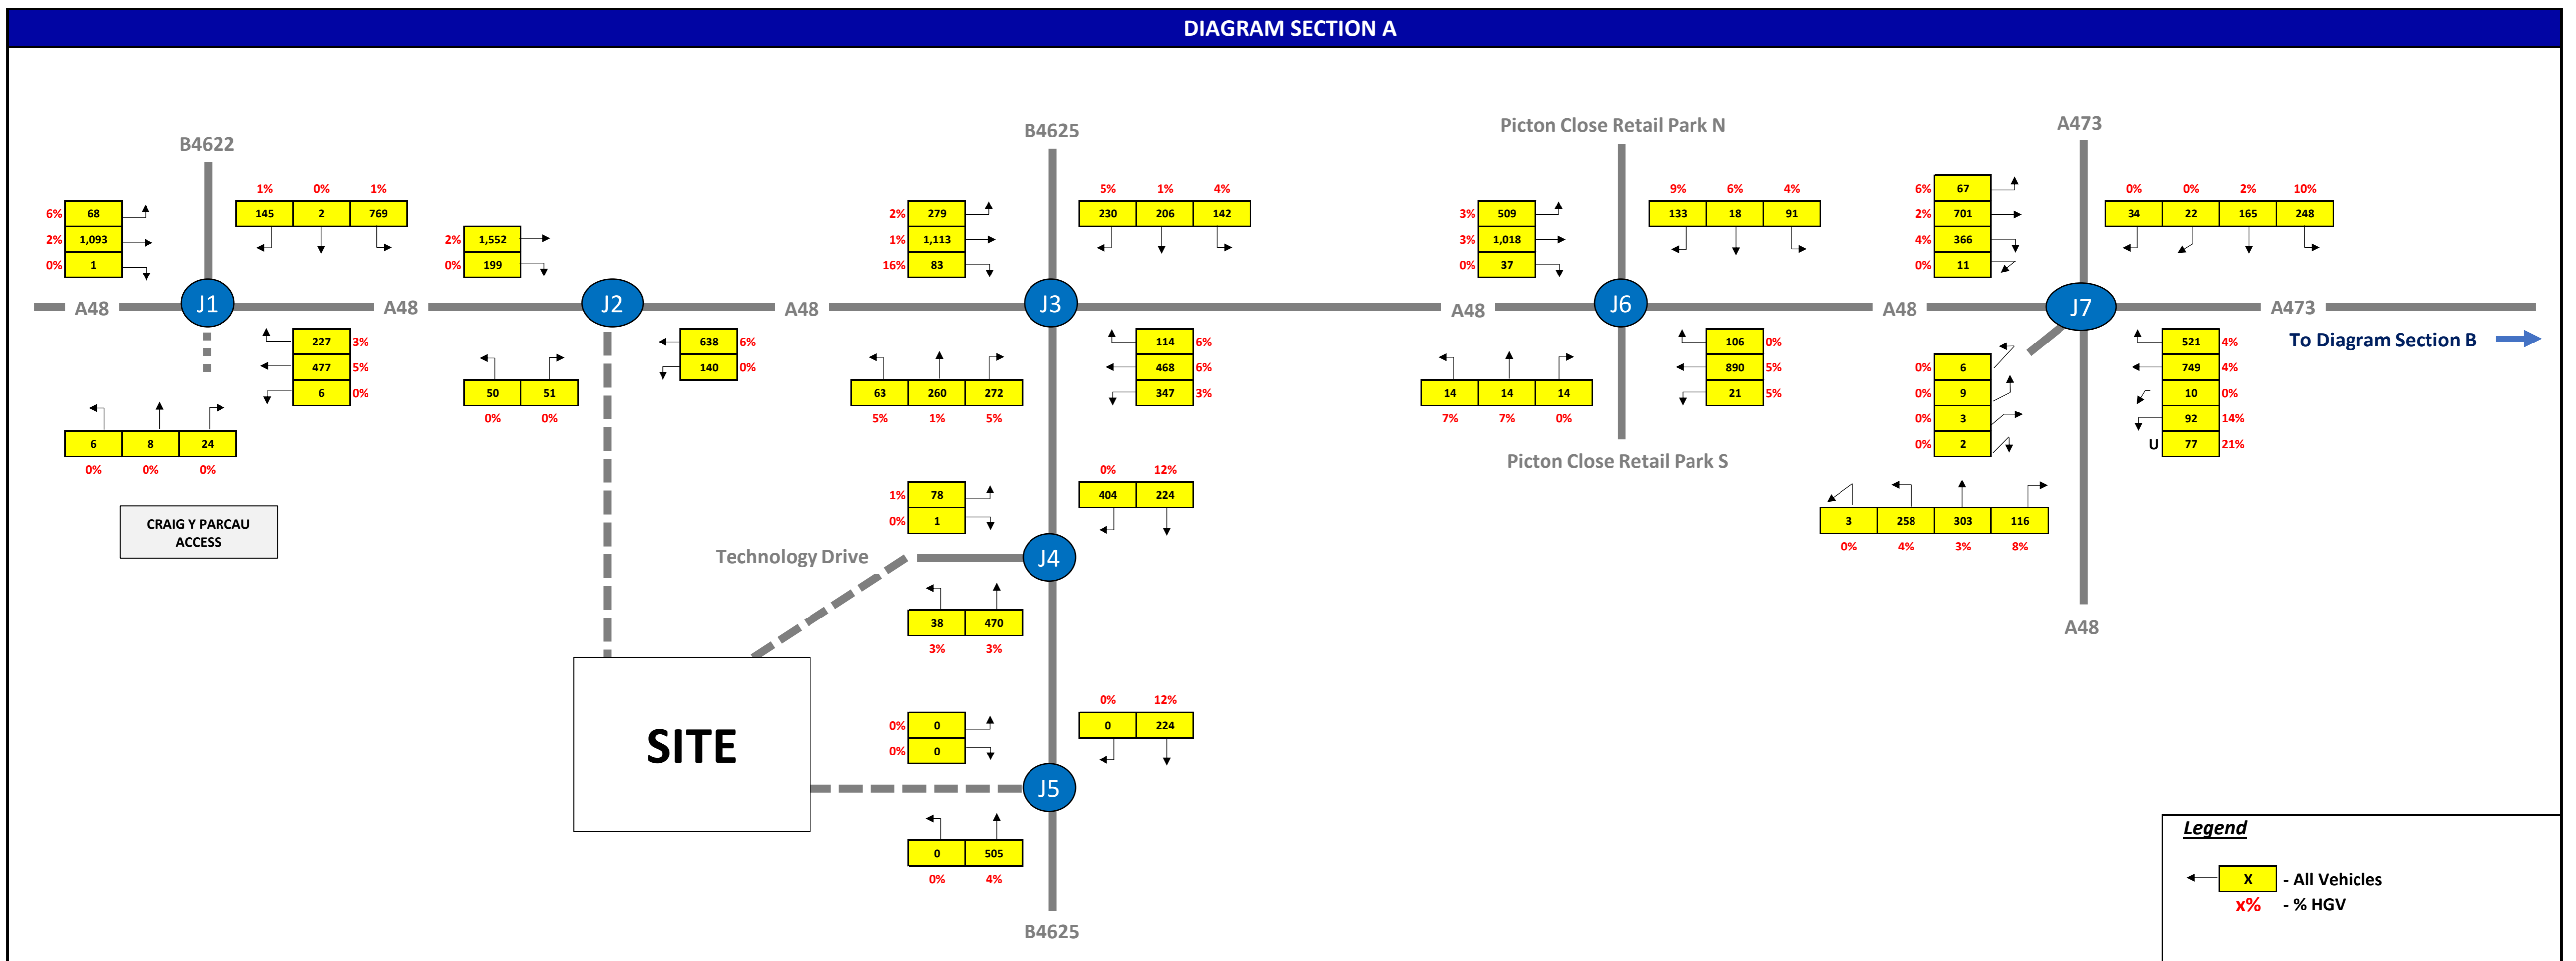 DIAGRAM SECTION A
B4622
B4625
Picton Close Retail Park N
A473
1% 0% 1%
145 2 769
6% 68
2% 1,093
0% 1
2% 1,552
0% 199
2% 279
1% 1,113
16% 83
5% 1% 4%
230 206 142
3% 509
3% 1,018
0% 37
9% 6% 4%
133 18 91
6% 67
2% 701
4% 366
0% 11
0% 0% 2% 10%
34 22 165 248
A48
J1
A48
J2
A48
J3
A48
J6
A48
J7
A473
To Diagram Section B
227 3%
477 5%
6 0%
6 8 24
0% 0% 0%
50 51
0% 0%
638 6%
140 0%
63 260 272
5% 1% 5%
114 6%
468 6%
347 3%
14 14 14
7% 7% 0%
106 0%
890 5%
21 5%
Picton Close Retail Park S
0% 6
0% 9
0% 3
0% 2
521 4%
749 4%
10 0%
92 14%
U 77 21%
3 258 303 116
0% 4% 3% 8%
A48
CRAIG Y PARCAU
ACCESS
1% 78
0% 1
0% 12%
404 224
Technology Drive
J4
38 470
3% 3%
SITE
0% 0
0% 0
0% 12%
0 224
J5
0 505
0% 4%
B4625
Legend
X - All Vehicles
x% - % HGV